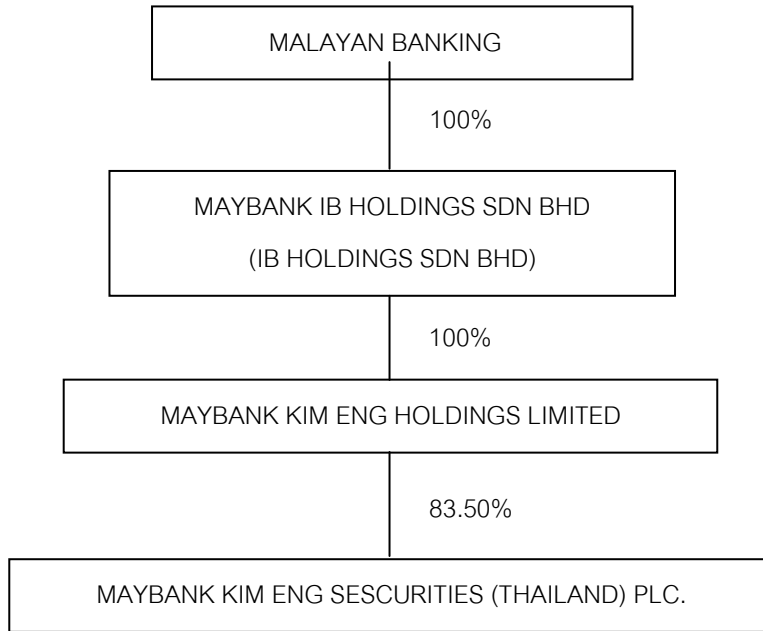 MALAYAN BANKING
100%
MAYBANK IB HOLDINGS SDN BHD
(IB HOLDINGS SDN BHD)
100%
MAYBANK KIM ENG HOLDINGS LIMITED
83.50%
MAYBANK KIM ENG SESCURITIES (THAILAND) PLC.